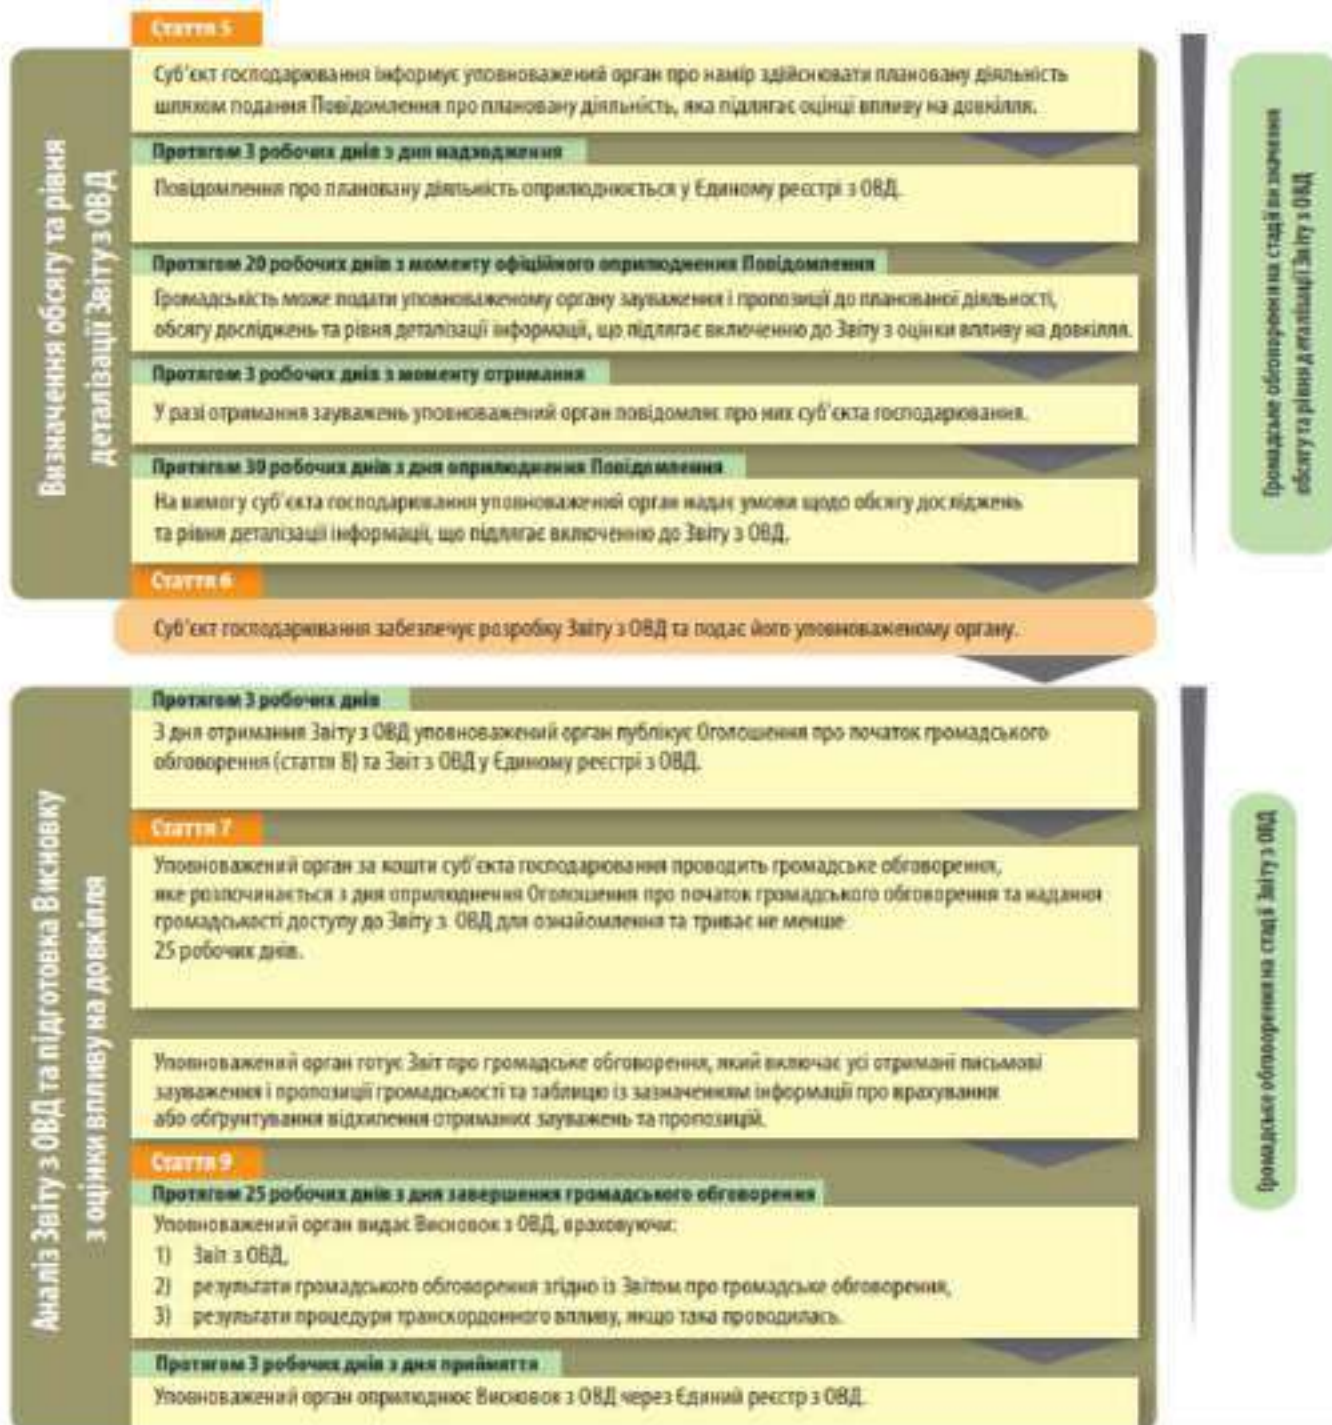 Стаття 5
Суб'єкт господарювання інформує уповноважений орган про намір здійснювати плановану діяльність
шляхом подання Повідомлення про плановану діяльність, яка підлягає оцінці впливу на довкілля.
Протягом 3 робочих днів з дня надходження
Повідомлення про плановану діяльність оприлюднюється у Єдиному реєстрі з ОВД.
Протягом 20 робочих днів з моменту офіційного оприлюднення Повідомлення
Громадськість може подати уповноваженому органу зауваження і пропозиції до планованої діяльності,
обсягу досліджень та рівня деталізації інформації, що підлягає включенню до Звіту з оцінки впливу на довкілля.
Протягом 3 робочих днів з моменту отримання
У разі отримання зауважень уповноважений орган повідомляє про них суб'єкта господарювання.
Протягом 30 робочих днів з дня оприлюднення Повідомлення
На вимогу суб'єкта господарювання уповноважений орган надає умови щодо обсягу досліджень
та рівня деталізації інформації, що підлягає включенню до Звіту з ОВД.
Визначення обсягу та рівня
деталізації Звіту з ОВД
Громадське обговорення на стадії визначення
обсягу та рівня деталізації Звіту з ОВД
Стаття 6
Суб'єкт господарювання забезпечує розробку Звіту з ОВД та подає його уповноваженому органу.
Протягом 3 робочих днів
З дня отримання Звіту з ОВД уповноважений орган публікує Оголошення про початок громадського
обговорення (стаття 8) та Звіт з ОВД у Єдиному реєстрі з ОВД.
Стаття 7
Уповноважений орган за кошти суб'єкта господарювання проводить громадське обговорення,
яке розпочинається з дня оприлюднення Оголошення про початок громадського обговорення та надання
громадськості доступу до Звіту з ОВД для ознайомлення та триває не менше
25 робочих днів.
Уповноважений орган готує Звіт про громадське обговорення, який включає усі отримані письмові
зауваження і пропозиції громадськості та таблицю із зазначенням інформації про врахування
або обґрунтування відхилення отриманих зауважень та пропозицій.
Стаття 9
Протягом 25 робочих днів з дня завершення громадського обговорення
Уповноважений орган видає Висновок з ОВД, враховуючи:
1) Звіт з ОВД,
2) результати громадського обговорення згідно із Звітом про громадське обговорення,
3) результати процедури транскордонного впливу, якщо така проводилась.
Протягом 3 робочих днів з дня прийняття
Уповноважений орган оприлюднює Висновок з ОВД через Єдиний реєстр з ОВД.
Аналіз Звіту з ОВД та підготовка Висновку
з оцінки впливу на довкілля
Громадське обговорення на стадії Звіту з ОВД